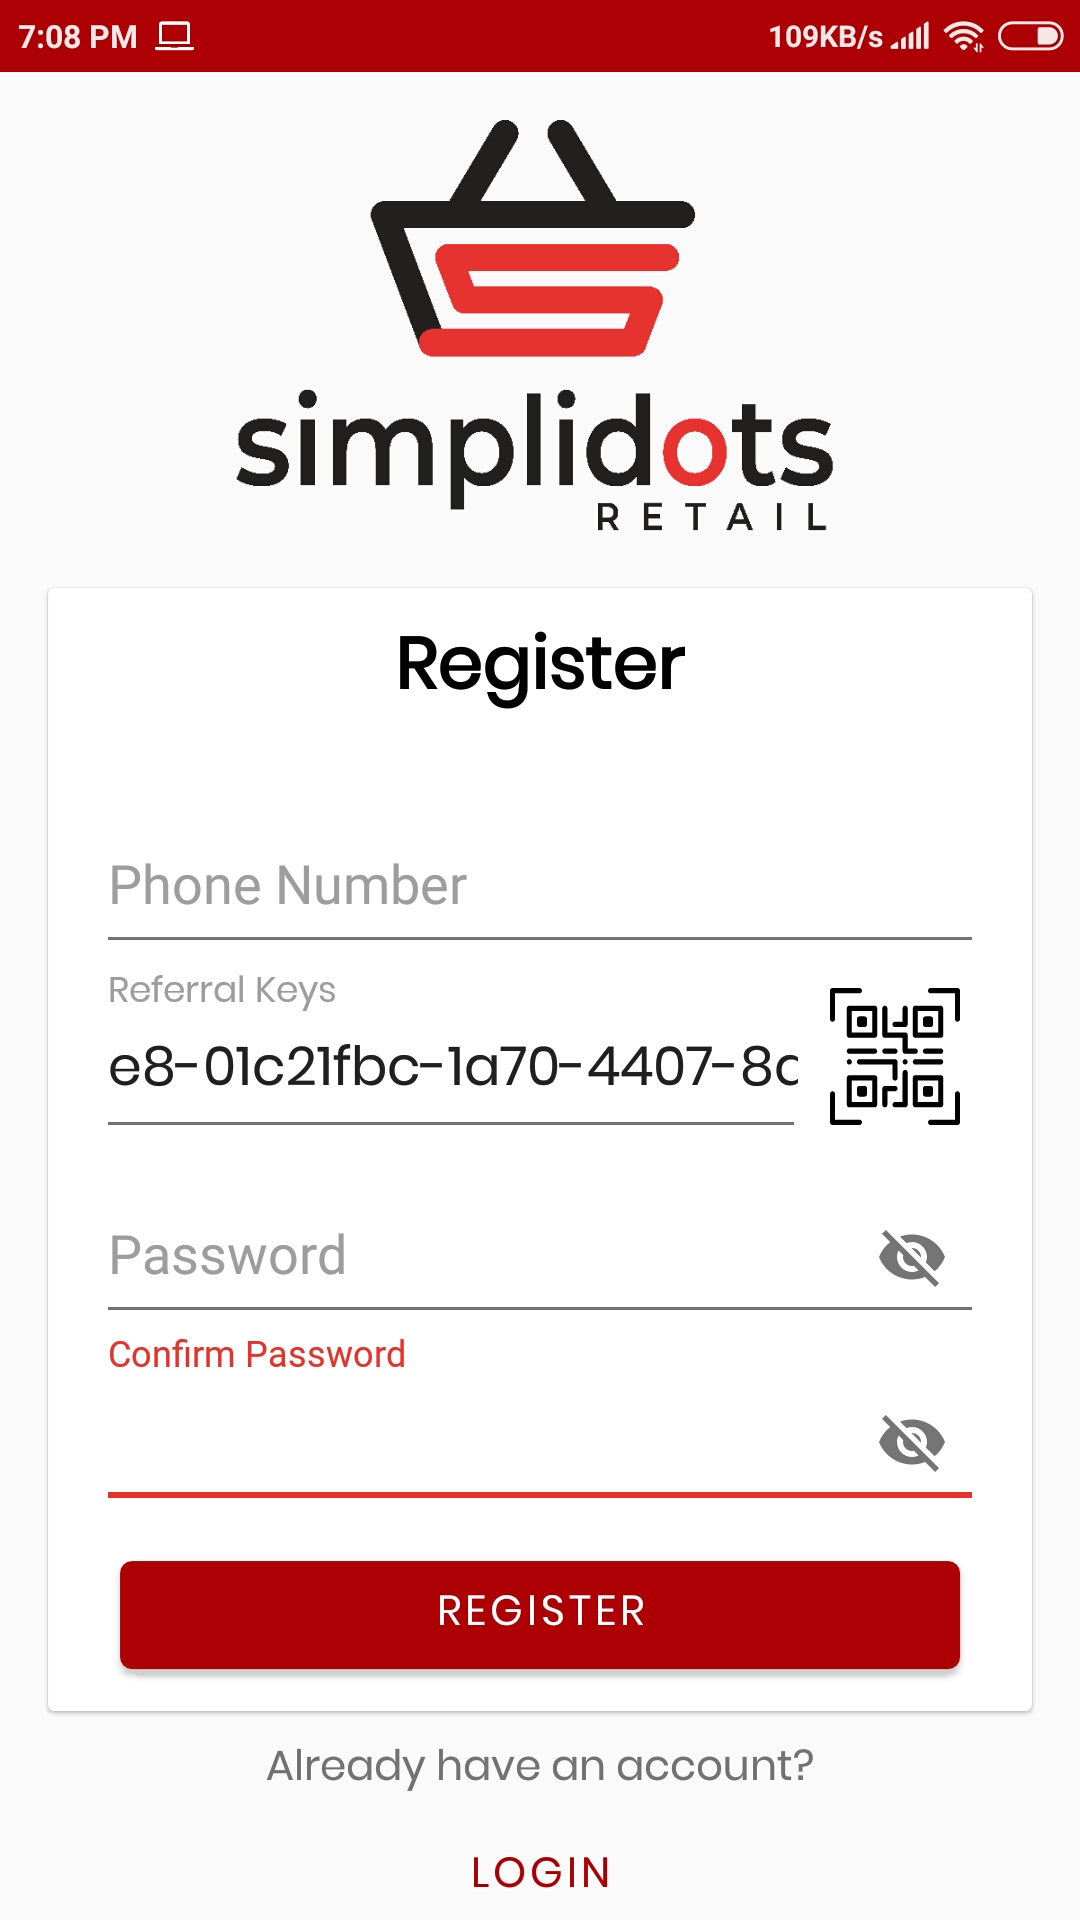 7:08 PM 109KB/s
simplidots
RETAIL
Register
Phone Number
Referral Keys
e8-01c21fbc-1a70-4407-8c
Password
Confirm Password
REGISTER
Already have an account?
LOGIN